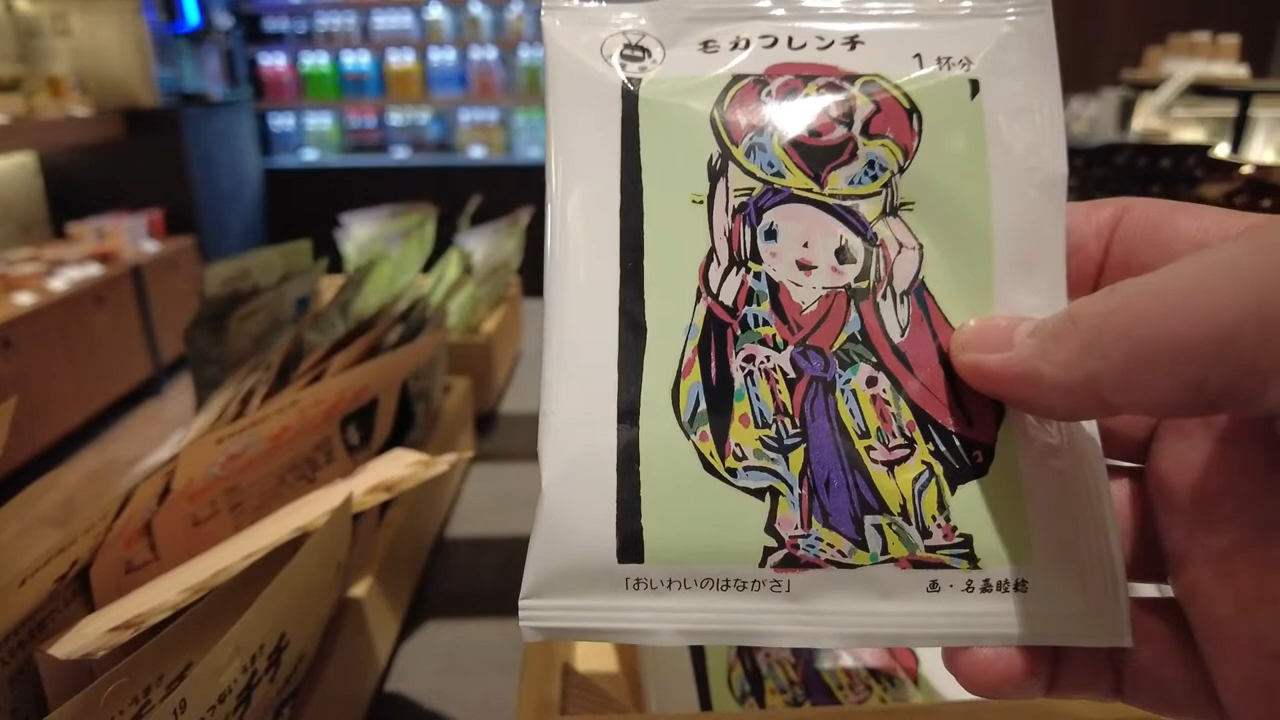 モカフレンチ
1杯分
「おいわいのはながさ」
画・名嘉睦稔
19